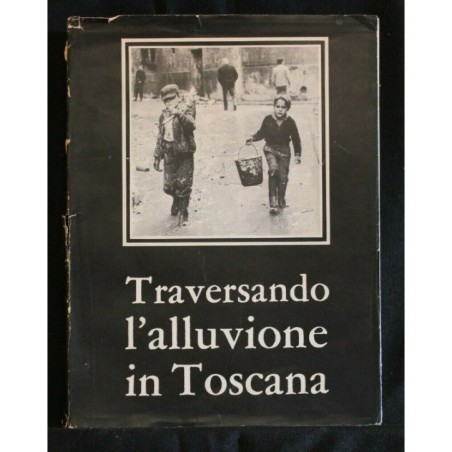 Traversando
l'alluvione
in Toscana